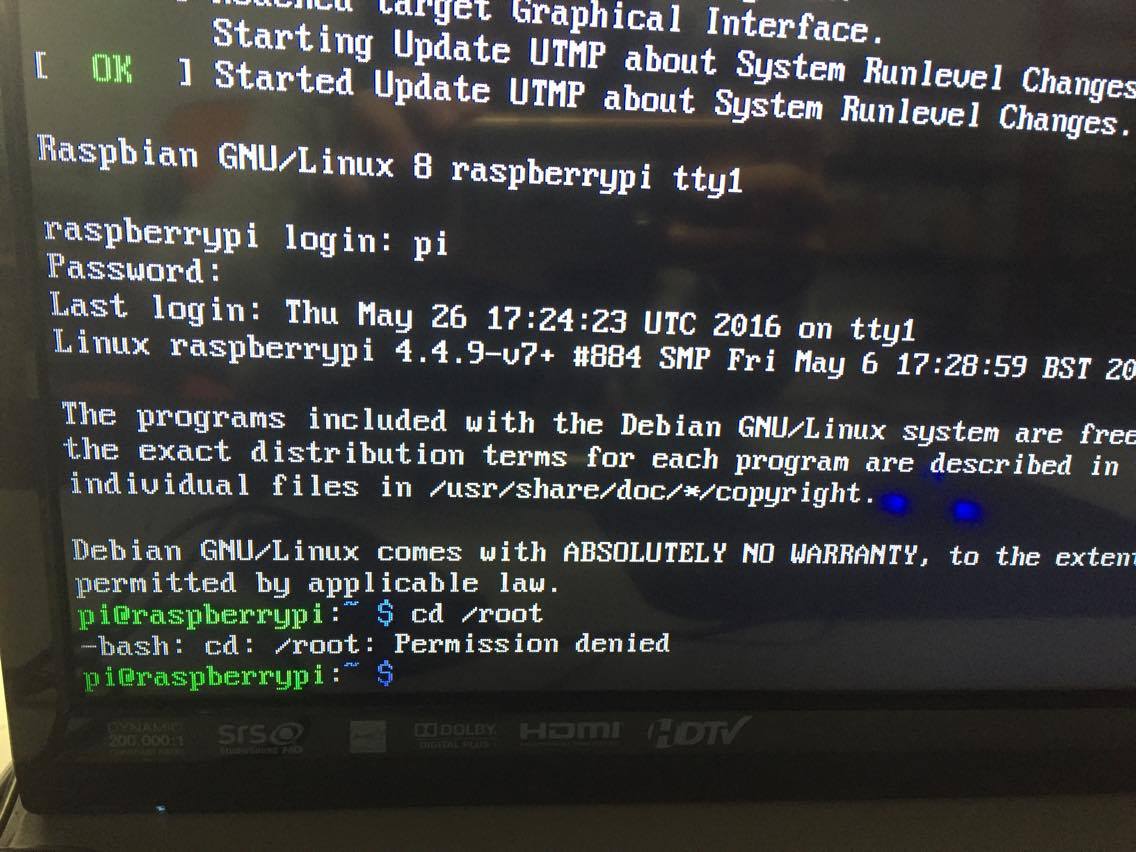 Reached target Graphical Interface.
Starting Update UTMP about System Runlevel Changes
[ OK ] Started Update UTMP about System Runlevel Changes.
Raspbian GNU/Linux 8 raspberrypi tty1
raspberrypi login: pi
Password:
Last login: Thu May 26 17:24:23 UTC 2016 on tty1
Linux raspberrypi 4.4.9-v7+ #884 SMP Fri May 6 17:28:59 BST 20
The programs included with the Debian GNU/Linux system are free
the exact distribution terms for each program are described in
individual files in /usr/share/doc/*/copyright.
Debian GNU/Linux comes with ABSOLUTELY NO WARRANTY, to the exten
permitted by applicable law.
pi@raspberrypi:~ $ cd /root
-bash: cd: /root: Permission denied
pi@raspberrypi:~ $
DYNAMIC
200,000:1
SRS
DOLBY
DIGITAL PLUS
HDMI
HDTV